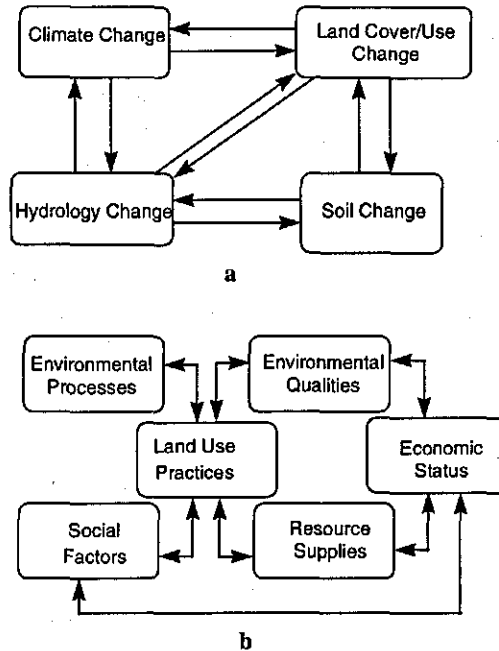 Climate Change
Land Cover/Use
Change
Hydrology Change
Soil Change
a
Environmental
Processes
Environmental
Qualities
Land Use
Practices
Economic
Status
Social
Factors
Resource
Supplies
b